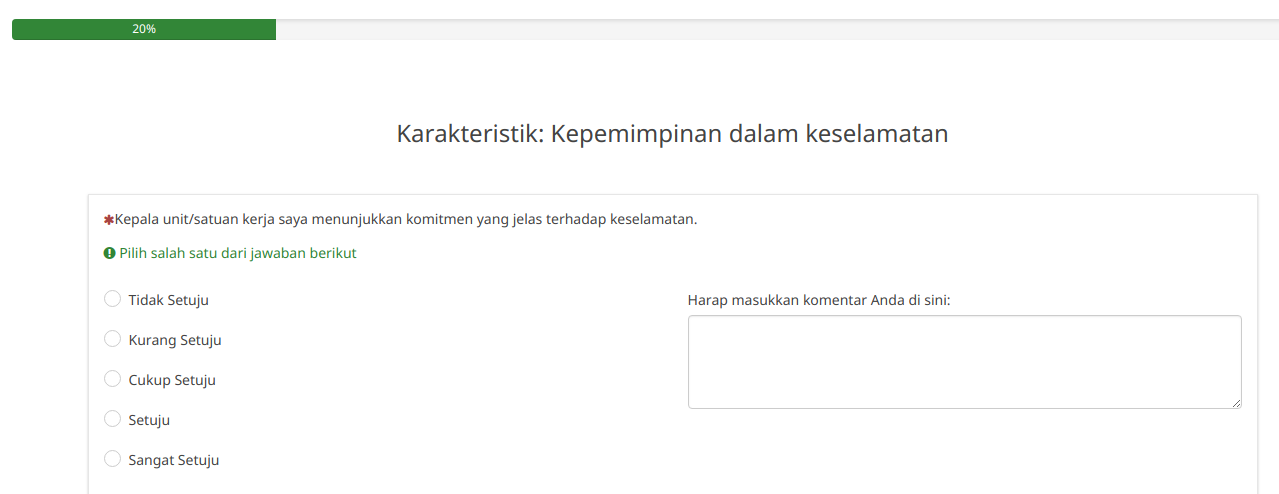 20%
Karakteristik: Kepemimpinan dalam keselamatan
✱Kepala unit/satuan kerja saya menunjukkan komitmen yang jelas terhadap keselamatan.
Pilih salah satu dari jawaban berikut
Tidak Setuju
Kurang Setuju
Cukup Setuju
Setuju
Sangat Setuju
Harap masukkan komentar Anda di sini: